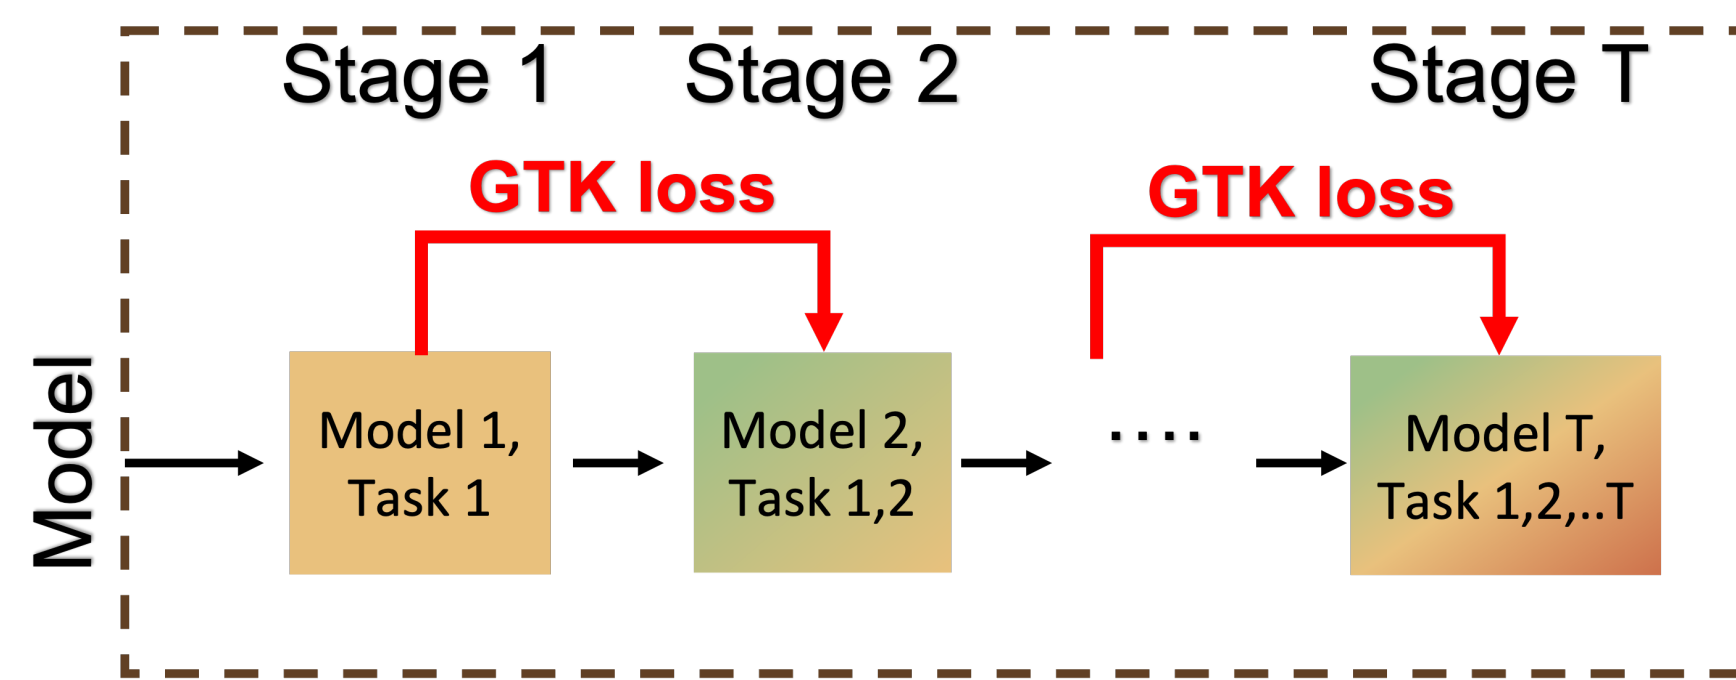 Stage 1
Stage 2
Stage T
GTK loss
GTK loss
Model
Model 1,
Task 1
Model 2,
Task 1,2
....
Model T,
Task 1,2,..T